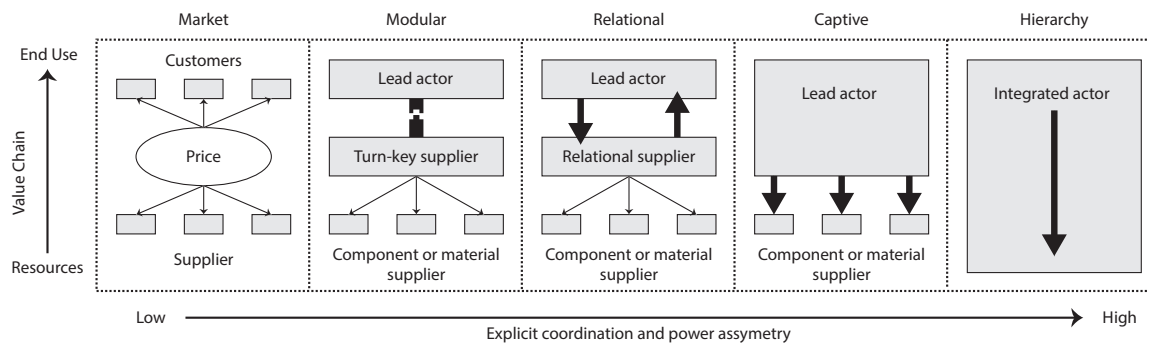 Market
Modular
Relational
Captive
Hierarchy
End Use
Value Chain
Resources
Customers
Price
Supplier
Lead actor
Turn-key supplier
Component or material
supplier
Lead actor
Relational supplier
Component or material
supplier
Lead actor
Component or material
supplier
Integrated actor
Low
High
Explicit coordination and power assymetry